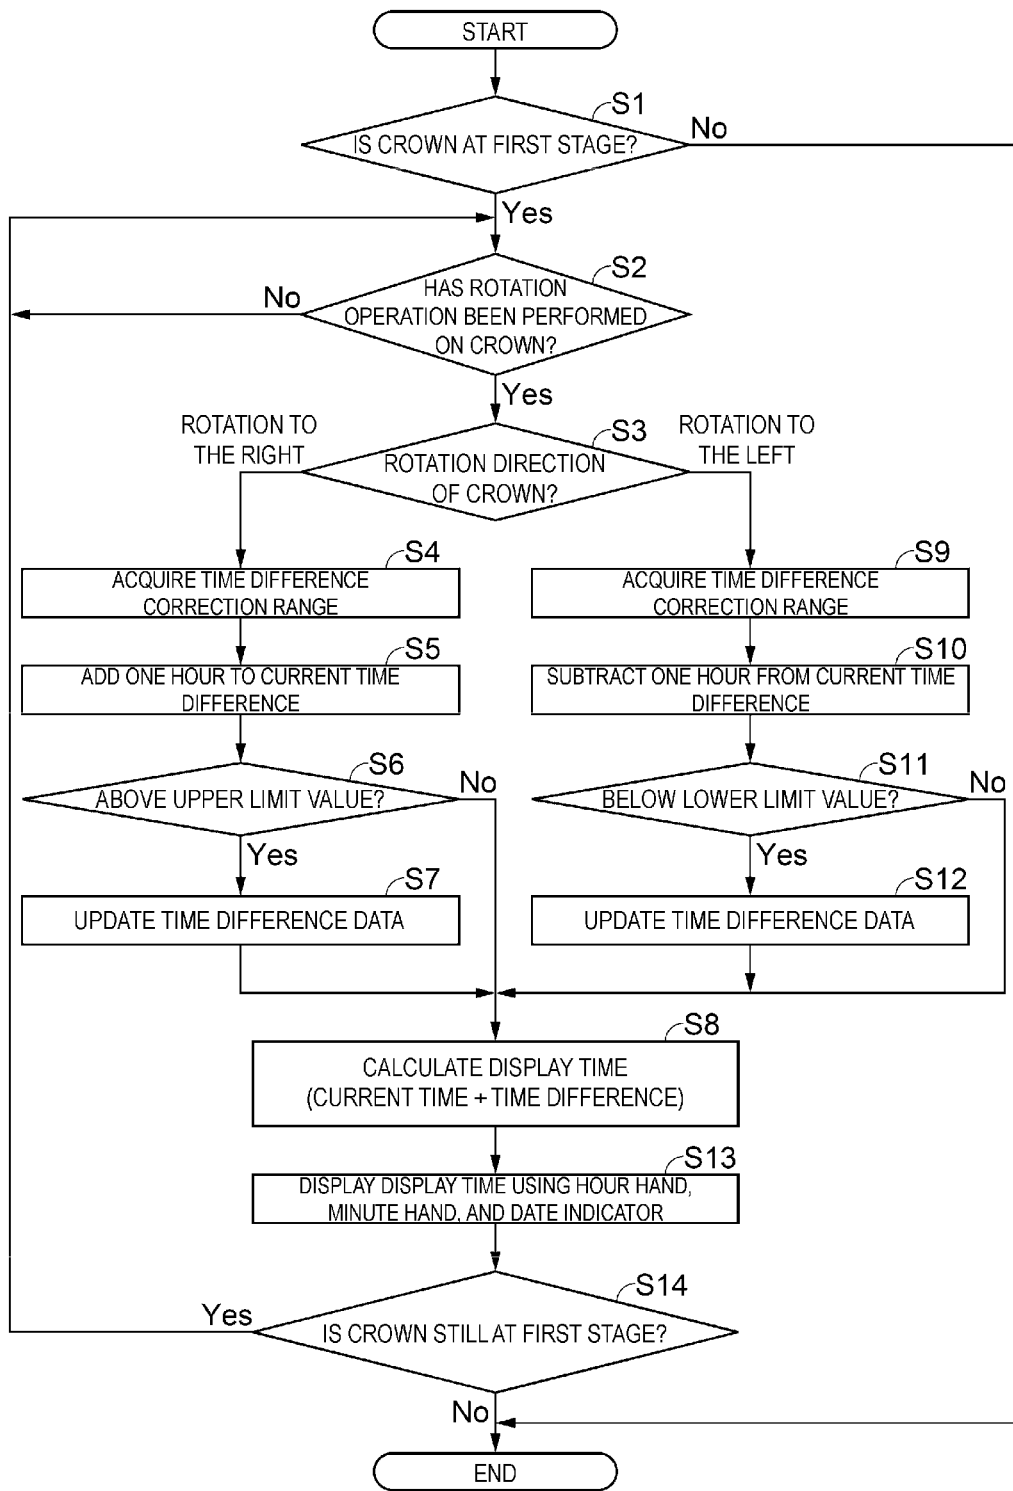 START
S1
IS CROWN AT FIRST STAGE?
No
Yes
S2
HAS ROTATION
OPERATION BEEN PERFORMED
ON CROWN?
No
Yes
ROTATION TO
THE RIGHT
S3
ROTATION DIRECTION
OF CROWN?
ROTATION TO
THE LEFT
S4
ACQUIRE TIME DIFFERENCE
CORRECTION RANGE
S9
ACQUIRE TIME DIFFERENCE
CORRECTION RANGE
S5
ADD ONE HOUR TO CURRENT TIME
DIFFERENCE
S10
SUBTRACT ONE HOUR FROM CURRENT TIME
DIFFERENCE
S6
ABOVE UPPER LIMIT VALUE?
No
Yes
S11
BELOW LOWER LIMIT VALUE?
No
Yes
S7
UPDATE TIME DIFFERENCE DATA
S12
UPDATE TIME DIFFERENCE DATA
S8
CALCULATE DISPLAY TIME
(CURRENT TIME + TIME DIFFERENCE)
S13
DISPLAY DISPLAY TIME USING HOUR HAND,
MINUTE HAND, AND DATE INDICATOR
S14
IS CROWN STILL AT FIRST STAGE?
Yes
No
END